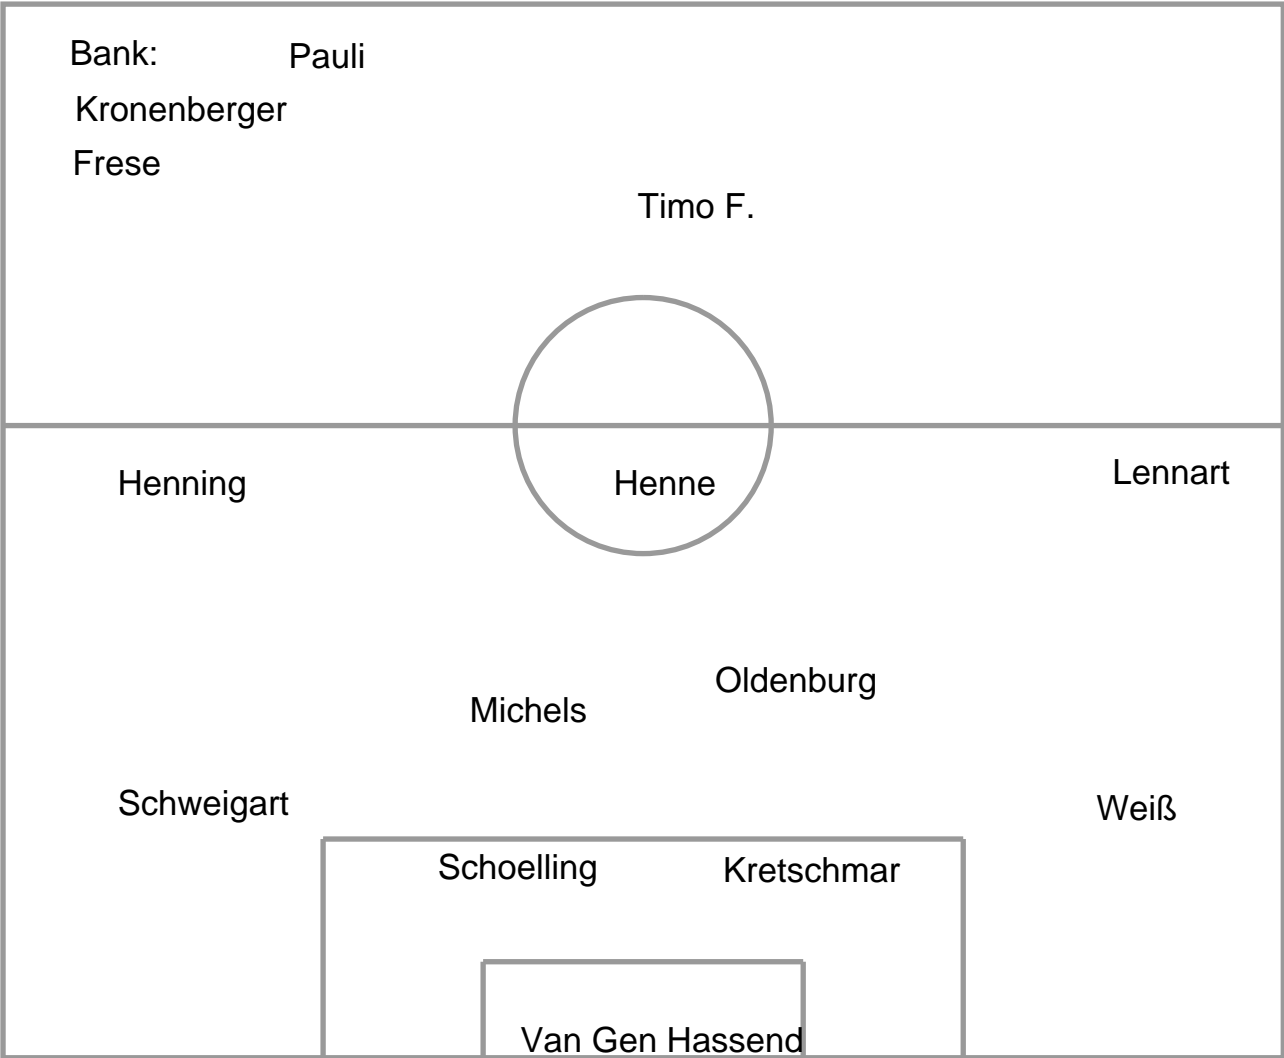 Bank: Pauli
Kronenberger
Frese
Timo F.
Henning Henne Lennart
Oldenburg
Michels
Schweigart Weiß
Schoelling Kretschmar
Van Gen Hassend